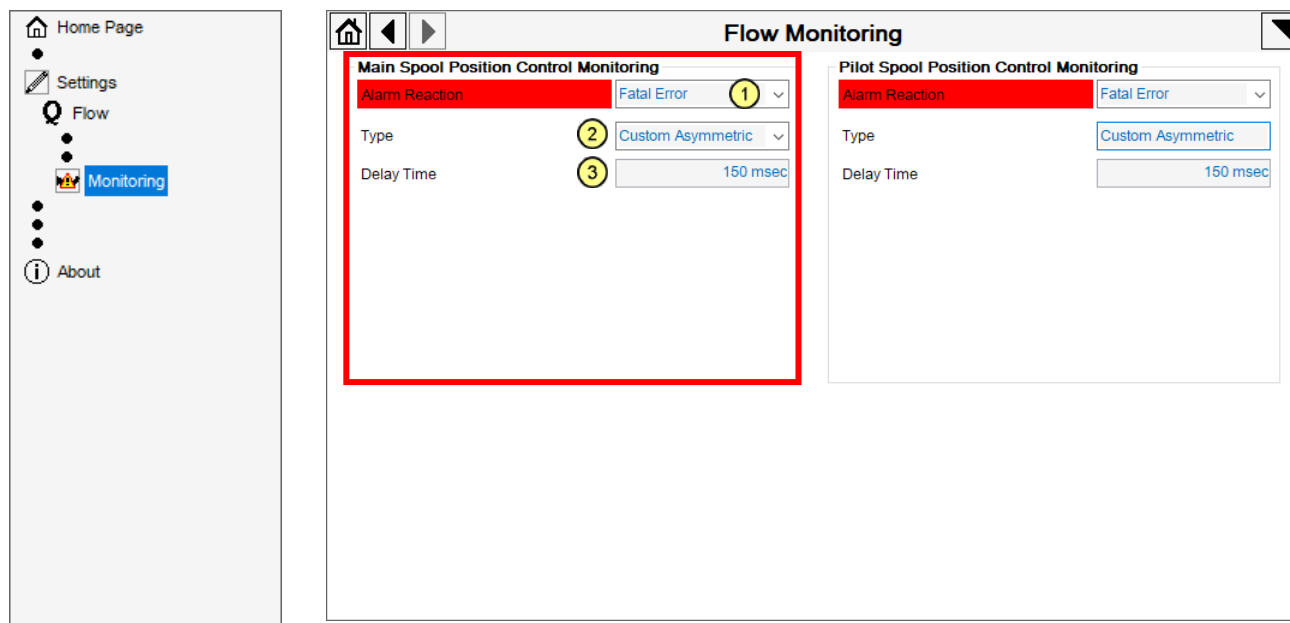 Home Page
Settings
Q Flow
Monitoring
i About
Flow Monitoring
Main Spool Position Control Monitoring
Alarm Reaction Fatal Error 1
Type 2 Custom Asymmetric
Delay Time 3 150 msec
Pilot Spool Position Control Monitoring
Alarm Reaction Fatal Error
Type Custom Asymmetric
Delay Time 150 msec